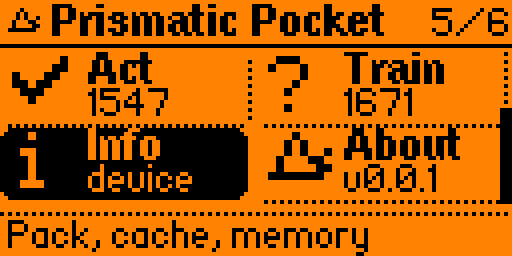 Prismatic Pocket 5/6
Act
1547
? Train
1671
Info
device
About
v0.0.1
Pack, cache, memory